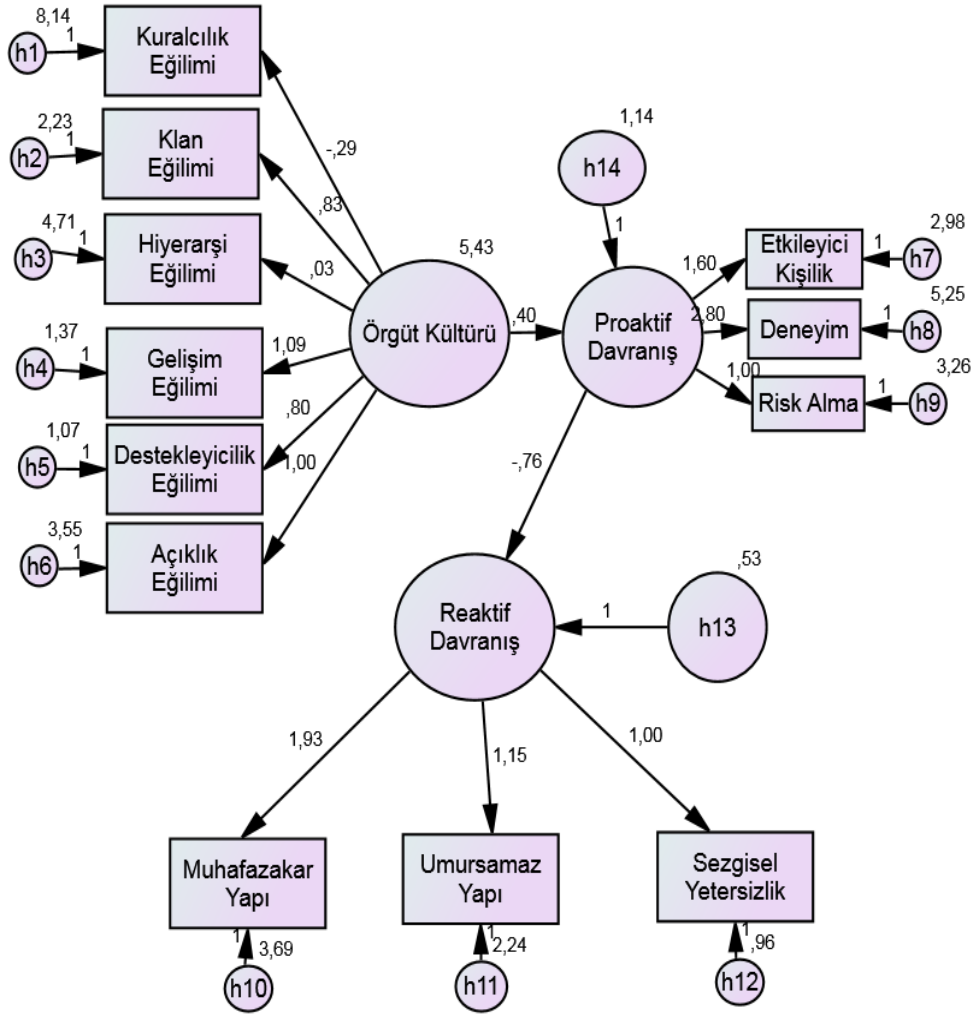 8,14
h1
1
Kuralcılık
Eğilimi
-,29
2,23
h2
1
Klan
Eğilimi
,83
4,71
h3
1
Hiyerarşi
Eğilimi
,03
1,37
h4
1
Gelişim
Eğilimi
1,09
1,07
h5
1
Destekleyicilik
Eğilimi
,80
3,55
h6
1
Açıklık
Eğilimi
1,00
5,43
Örgüt Kültürü
,40
1,14
h14
1
Proaktif
Davranış
1,60
Etkileyici
Kişilik
1
2,98
h7
2,80
Deneyim
1
5,25
h8
1,00
Risk Alma
1
3,26
h9
-,76
Reaktif
Davranış
1
,53
h13
1,93
1,15
1,00
Muhafazakar
Yapı
1
3,69
h10
Umursamaz
Yapı
1
2,24
h11
Sezgisel
Yetersizlik
1
,96
h12